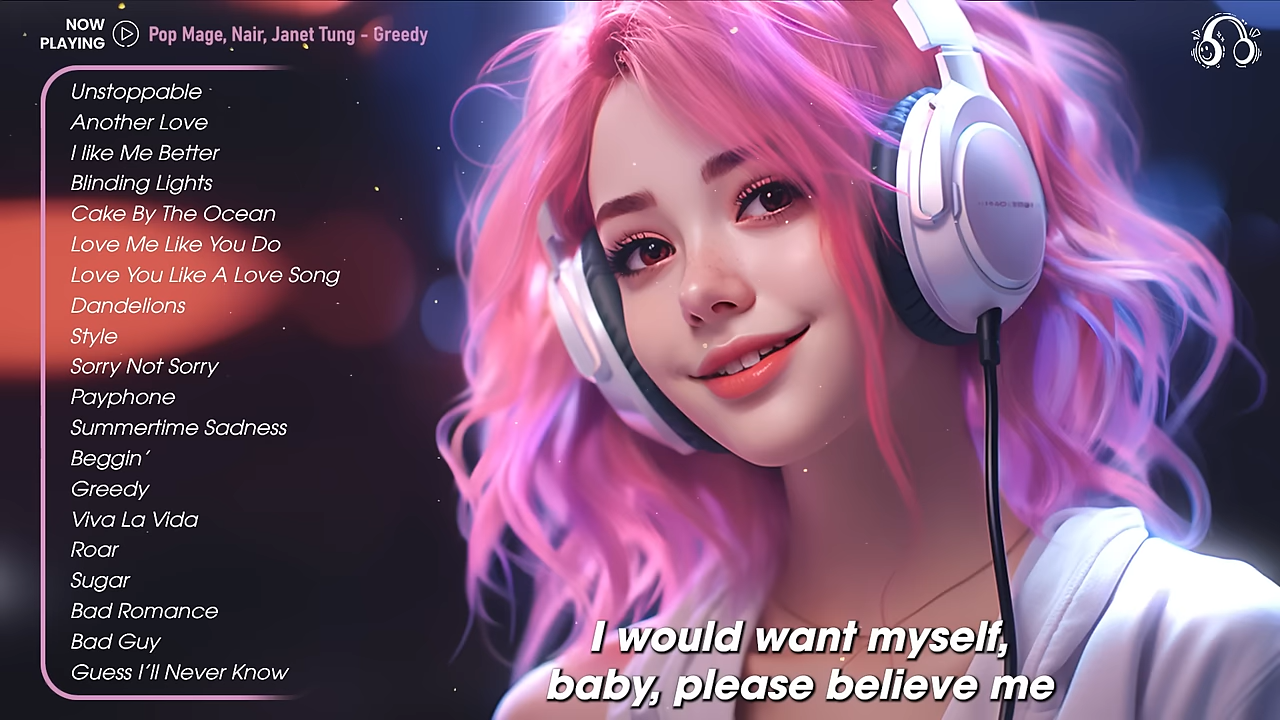 NOW
PLAYING
Pop Mage, Nair, Janet Tung - Greedy
Unstoppable
Another Love
I like Me Better
Blinding Lights
Cake By The Ocean
Love Me Like You Do
Love You Like A Love Song
Dandelions
Style
Sorry Not Sorry
Payphone
Summertime Sadness
Beggin'
Greedy
Viva La Vida
Roar
Sugar
Bad Romance
Bad Guy
Guess I'll Never Know
I would want myself,
baby, please believe me